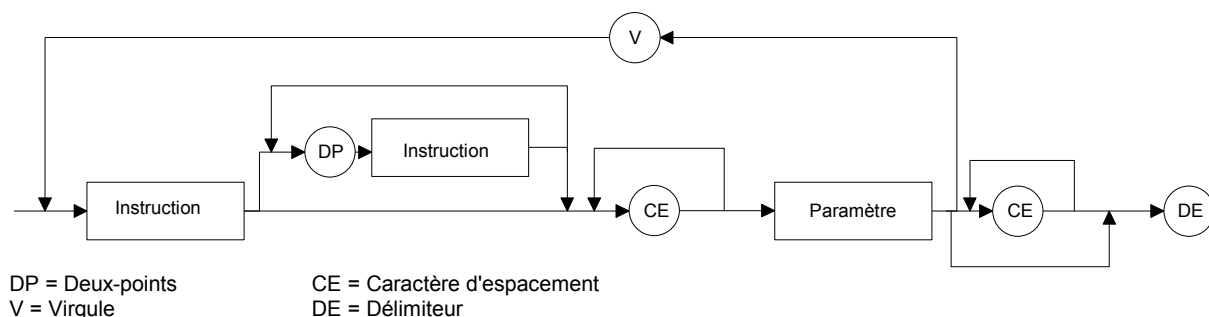 V
DP
Instruction
Instruction
CE
Paramètre
CE
DE
DP = Deux-points
CE = Caractère d'espacement
V = Virgule
DE = Délimiteur